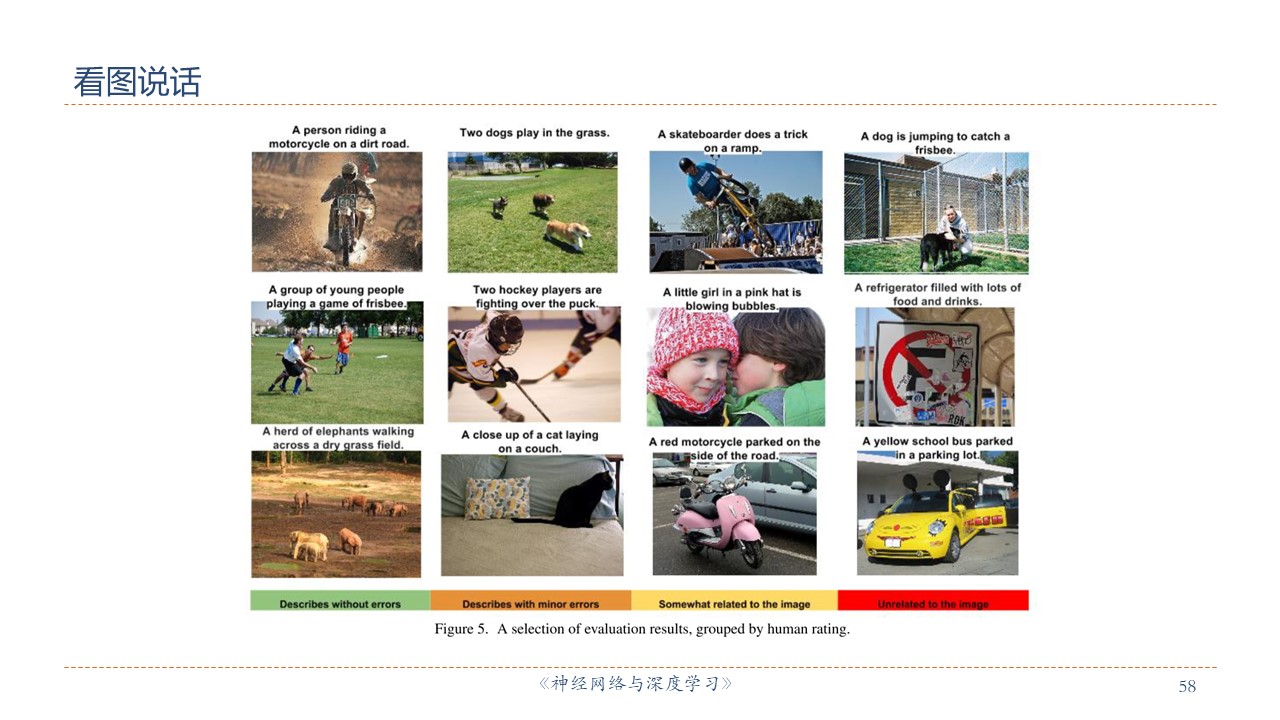 看图说话
A person riding a
motorcycle on a dirt road.
Two dogs play in the grass.
A skateboarder does a trick
on a ramp.
A dog is jumping to catch a
frisbee.
A group of young people
playing a game of frisbee.
Two hockey players are
fighting over the puck.
A little girl in a pink hat is
blowing bubbles.
A refrigerator filled with lots of
food and drinks.
A herd of elephants walking
across a dry grass field.
A close up of a cat laying
on a couch.
A red motorcycle parked on the
side of the road.
A yellow school bus parked
in a parking lot.
Describes without errors
Describes with minor errors
Somewhat related to the image
Unrelated to the image
Figure 5. A selection of evaluation results, grouped by human rating.
《神经网络与深度学习》
58